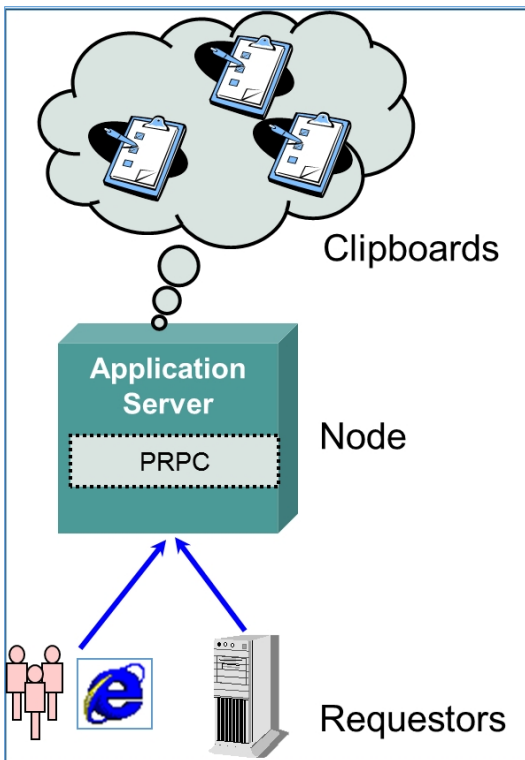 Clipboards
Application
Server
PRPC
Node
Requestors